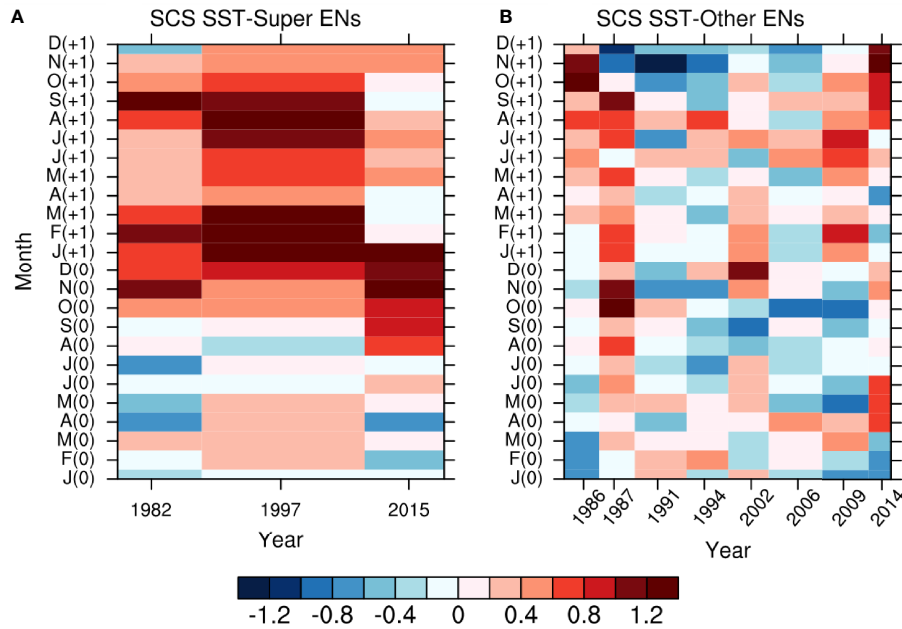 A SCS SST-Super ENs
D(+1)
N(+1)
O(+1)
S(+1)
A(+1)
J(+1)
J(+1)
M(+1)
A(+1)
M(+1)
F(+1)
J(+1)
D(0)
N(0)
O(0)
S(0)
A(0)
J(0)
J(0)
M(0)
A(0)
M(0)
F(0)
J(0)
Month
1982 1997 2015
Year
B SCS SST-Other ENs
D(+1)
N(+1)
O(+1)
S(+1)
A(+1)
J(+1)
J(+1)
M(+1)
A(+1)
M(+1)
F(+1)
J(+1)
D(0)
N(0)
O(0)
S(0)
A(0)
J(0)
J(0)
M(0)
A(0)
M(0)
F(0)
J(0)
1986 1987 1991 1994 2002 2006 2009 2014
Year
-1.2 -0.8 -0.4 0 0.4 0.8 1.2